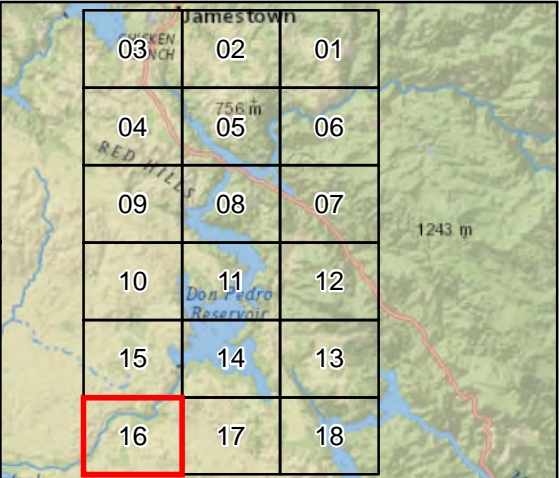 Jamestown
03 02 01
CHICKEN
RANCH
756 m
04 05 06
RED HILLS
09 08 07
1243 m
10 11 12
Don Pedro
Reservoir
15 14 13
16 17 18